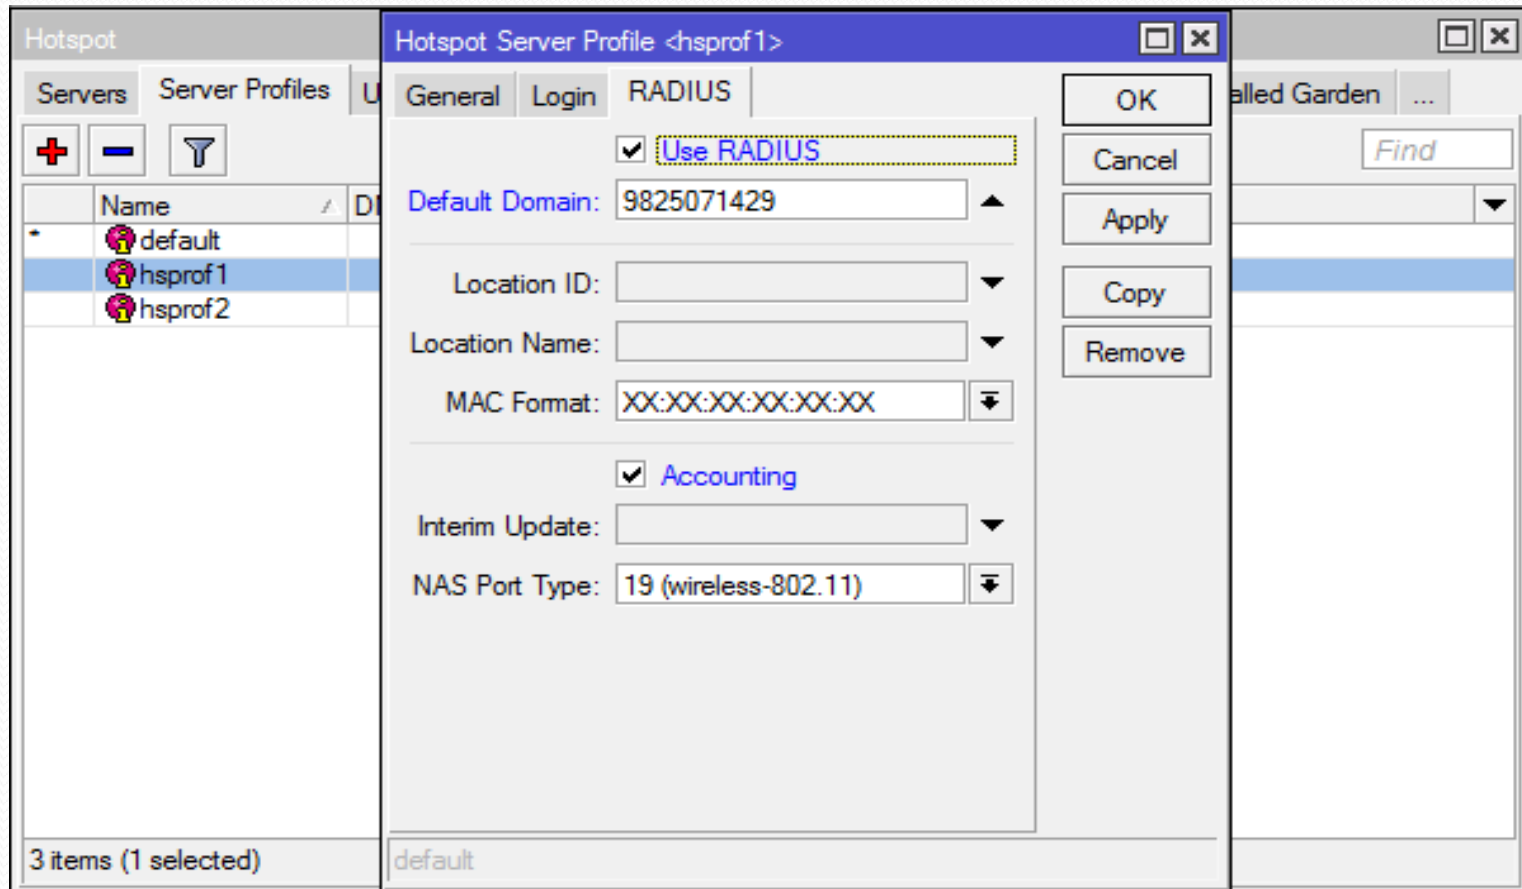 Hotspot
Servers
Server Profiles
U
alled Garden
...
Find
Name
DI
default
hsprof1
hsprof2
3 items (1 selected)
Hotspot Server Profile <hsprof1>
General
Login
RADIUS
Use RADIUS
Default Domain: 9825071429
Location ID:
Location Name:
MAC Format: XX:XX:XX:XX:XX:XX
Accounting
Interim Update:
NAS Port Type: 19 (wireless-802.11)
OK
Cancel
Apply
Copy
Remove
default